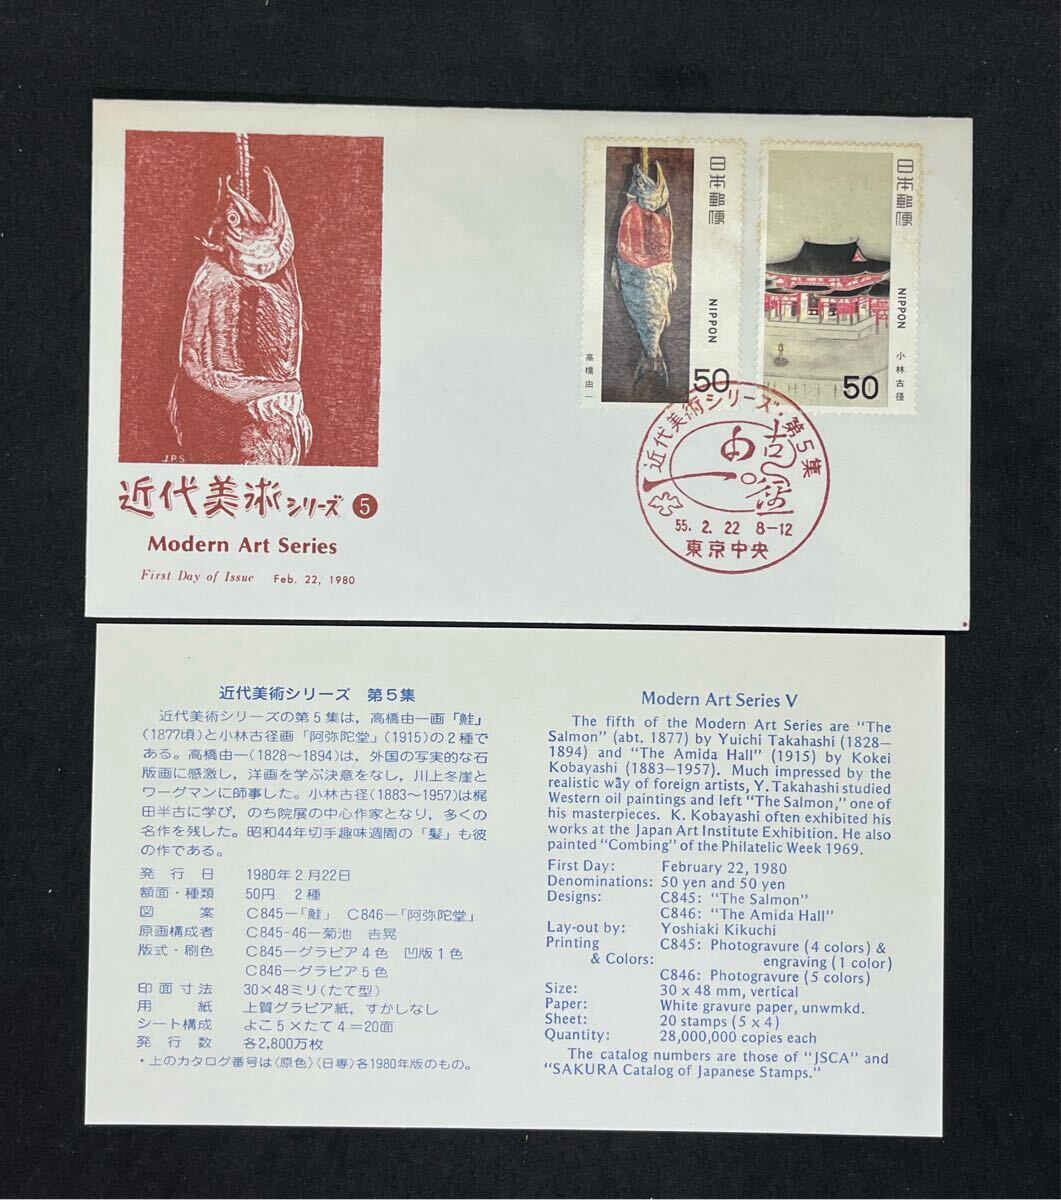 J.P.S
近代美術シリーズ 5
Modern Art Series
First Day of Issue Feb. 22, 1980
日本郵便
NIPPON
高橋由一
50
日本郵便
NIPPON
小林古径
50
近代美術シリーズ・第5集
由一
古径
55. 2. 22 8-12
東京中央
近代美術シリーズ 第5集
近代美術シリーズの第5集は,高橋由一画「鮭」
(1877頃)と小林古径画「阿弥陀堂」(1915)の2種で
ある。高橋由一(1828〜1894)は,外国の写実的な石
版画に感激し,洋画を学ぶ決意をなし,川上冬崖と
ワーグマンに師事した。小林古径(1883〜1957)は梶
田半古に学び,のち院展の中心作家となり,多くの
名作を残した。昭和44年切手趣味週間の「髪」も彼
の作である。
発行日 1980年2月22日
額面・種類 50円 2種
図案 C845―「鮭」 C846―「阿弥陀堂」
原画構成者 C845-46―菊池 吉晃
版式・刷色 C845―グラビア4色 凹版1色
C846―グラビア5色
印面寸法 30×48ミリ(たて型)
用紙 上質グラビア紙,すかしなし
シート構成 よこ5×たて4=20面
発行数 各2,800万枚
・上のカタログ番号は〈原色〉〈日専〉各1980年版のもの。
Modern Art Series V
The fifth of the Modern Art Series are "The
Salmon" (abt. 1877) by Yuichi Takahashi (1828–
1894) and "The Amida Hall" (1915) by Kokei
Kobayashi (1883–1957). Much impressed by the
realistic way of foreign artists, Y. Takahashi studied
Western oil paintings and left "The Salmon," one of
his masterpieces. K. Kobayashi often exhibited his
works at the Japan Art Institute Exhibition. He also
painted "Combing" of the Philatelic Week 1969.
First Day: February 22, 1980
Denominations: 50 yen and 50 yen
Designs: C845: "The Salmon"
C846: "The Amida Hall"
Lay-out by: Yoshiaki Kikuchi
Printing C845: Photogravure (4 colors) &
& Colors: engraving (1 color)
C846: Photogravure (5 colors)
Size: 30 x 48 mm, vertical
Paper: White gravure paper, unwmkd.
Sheet: 20 stamps (5 x 4)
Quantity: 28,000,000 copies each
The catalog numbers are those of "JSCA" and
"SAKURA Catalog of Japanese Stamps."